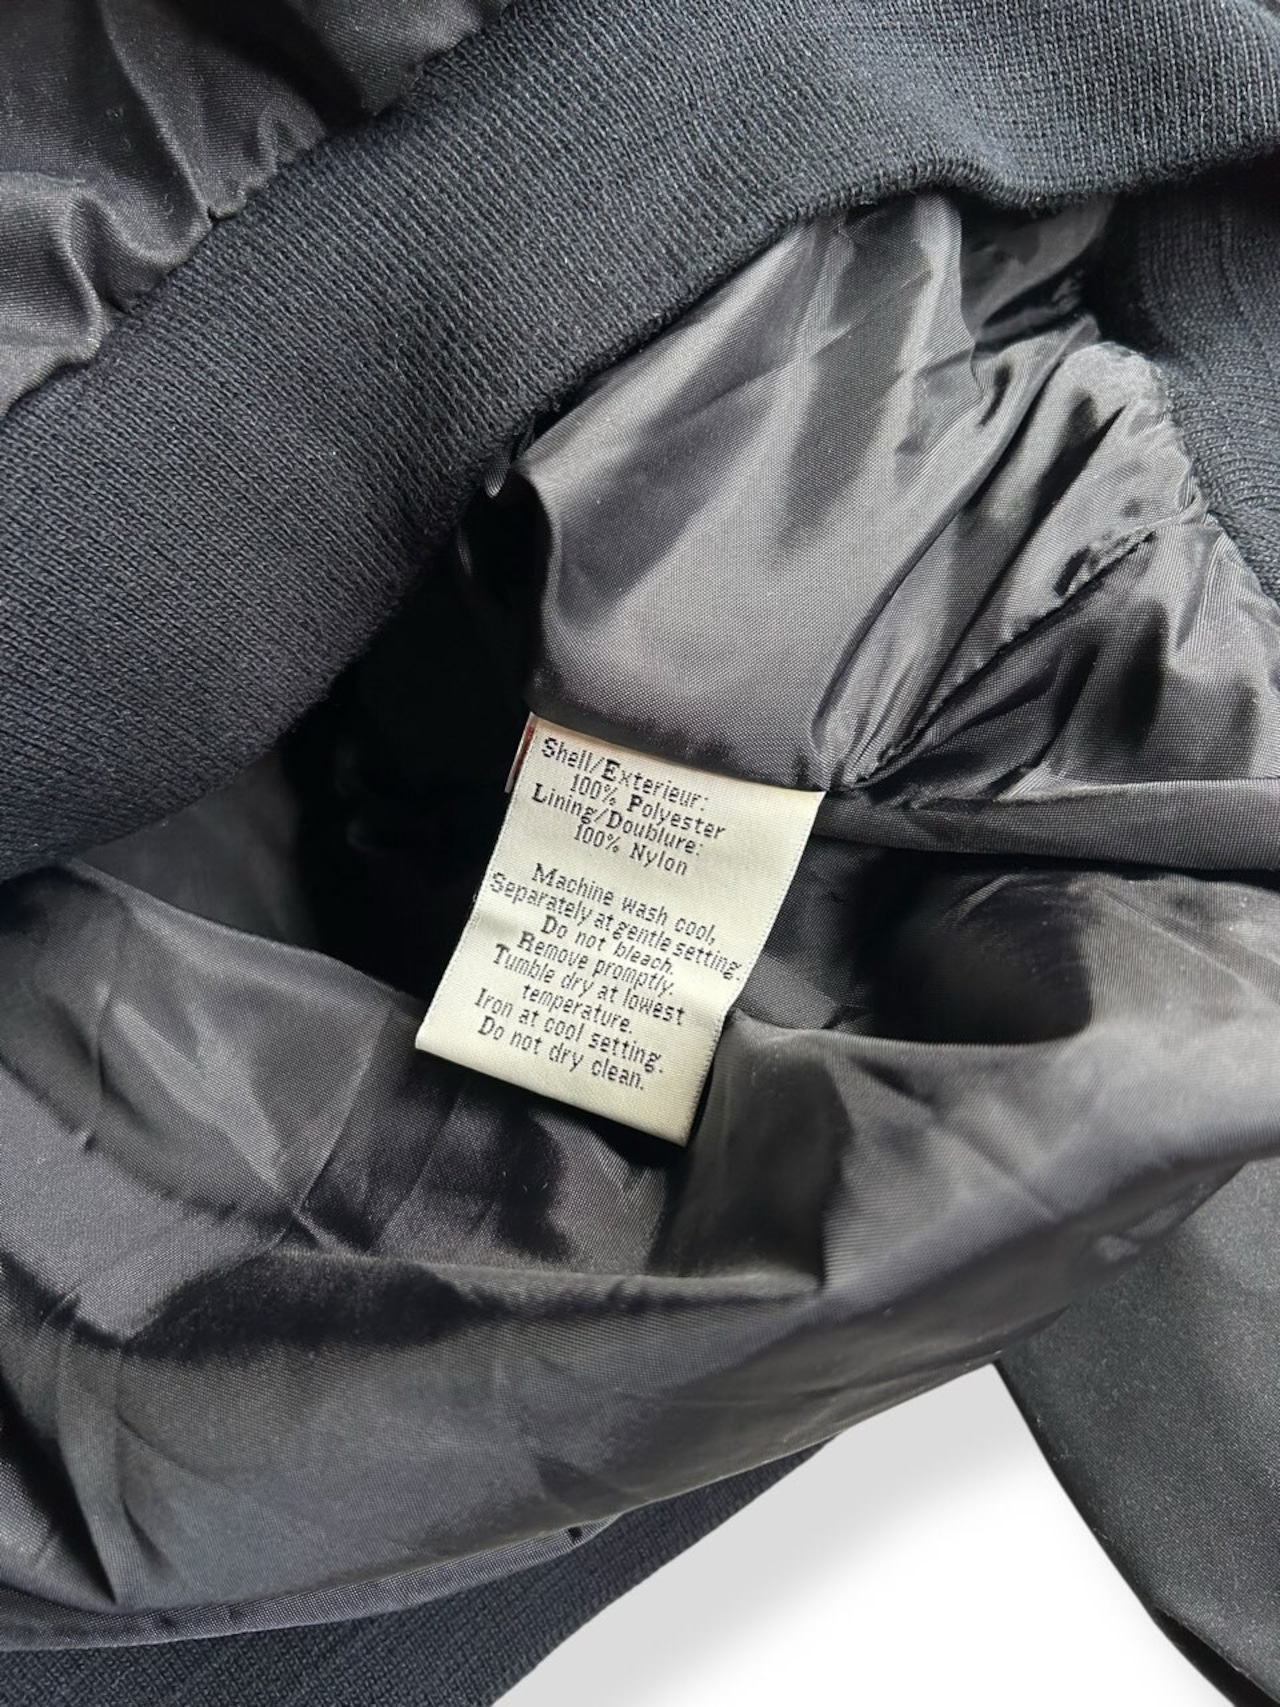 Shell/Exterieur:
100% Polyester
Lining/Doublure:
100% Nylon
Machine wash cool,
Separately at gentle setting.
Do not bleach.
Remove promptly.
Tumble dry at lowest
temperature.
Iron at cool setting.
Do not dry clean.